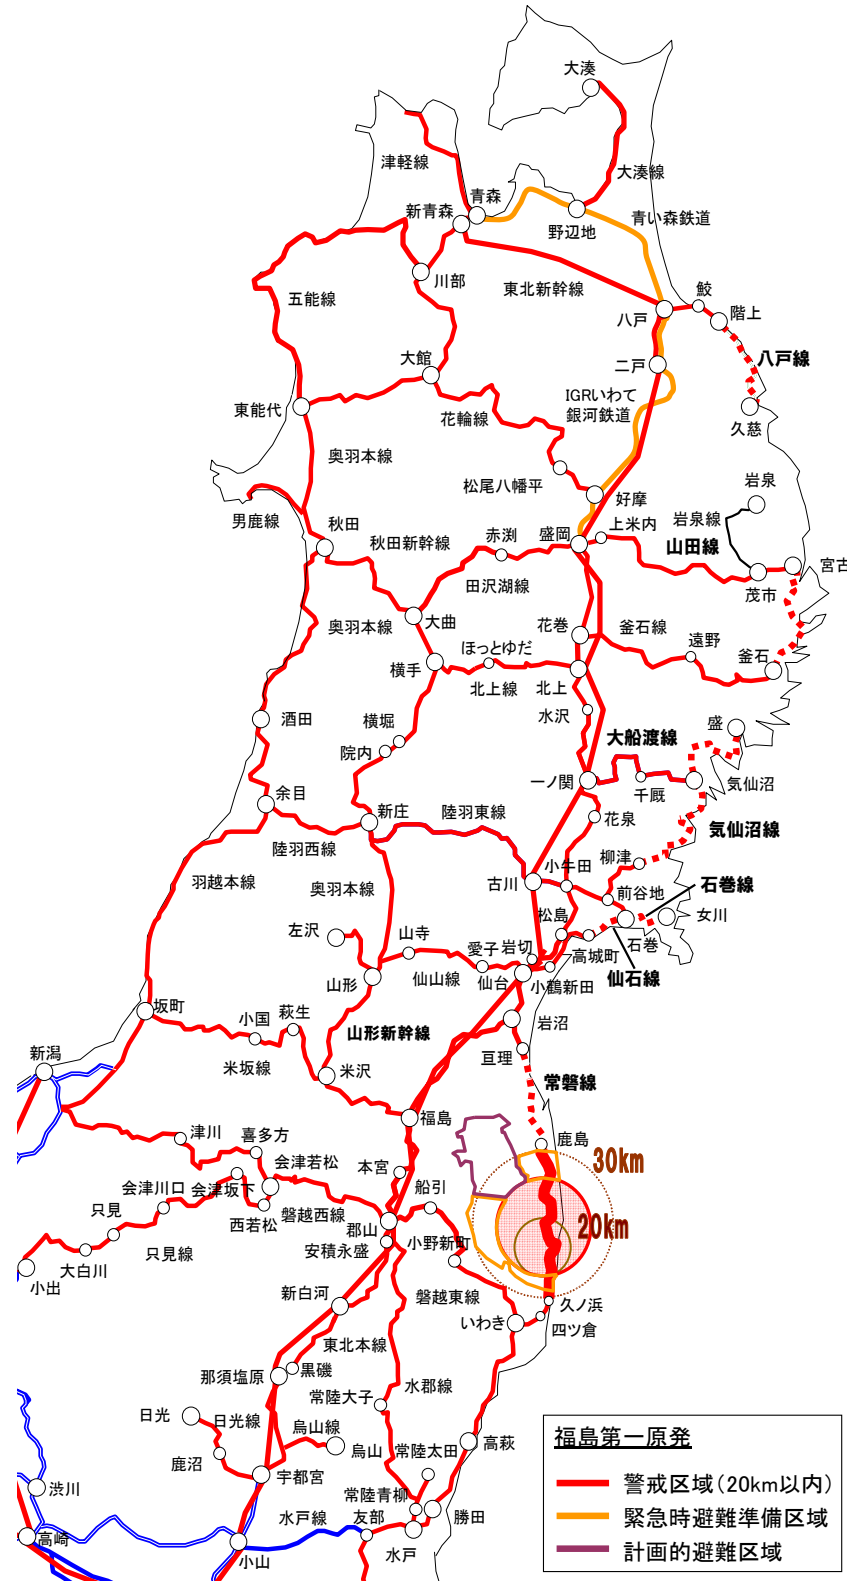 大湊
津軽線
大湊線
青森
新青森
野辺地
青い森鉄道
川部
五能線
東北新幹線
鮫
八戸
階上
大館
二戸
八戸線
IGRいわて
銀河鉄道
東能代
花輪線
久慈
奥羽本線
松尾八幡平
岩泉
男鹿線
好摩
岩泉線
秋田
秋田新幹線
赤渕
盛岡
上米内
山田線
宮古
田沢湖線
茂市
奥羽本線
大曲
花巻
釜石線
遠野
横手
ほっとゆだ
北上
釜石
北上線
水沢
酒田
横堀
院内
大船渡線
盛
一ノ関
千厩
気仙沼
余目
新庄
陸羽東線
花泉
気仙沼線
陸羽西線
小牛田
柳津
羽越本線
奥羽本線
古川
前谷地
石巻線
左沢
山寺
松島
女川
愛子
岩切
石巻
高城町
山形
仙山線
仙台
小鶴新田
仙石線
坂町
小国
萩生
山形新幹線
岩沼
新潟
米坂線
米沢
亘理
常磐線
福島
津川
喜多方
鹿島
会津若松
本宮
30km
会津川口
会津坂下
船引
只見
西若松
磐越西線
郡山
20km
只見線
安積永盛
小野新町
大白川
小出
新白河
磐越東線
久ノ浜
いわき
四ツ倉
東北本線
那須塩原
黒磯
常陸大子
水郡線
日光
日光線
烏山線
鹿沼
烏山
常陸太田
高萩
宇都宮
渋川
常陸青柳
勝田
水戸線
友部
高崎
小山
水戸
福島第一原発
警戒区域(20km以内)
緊急時避難準備区域
計画的避難区域